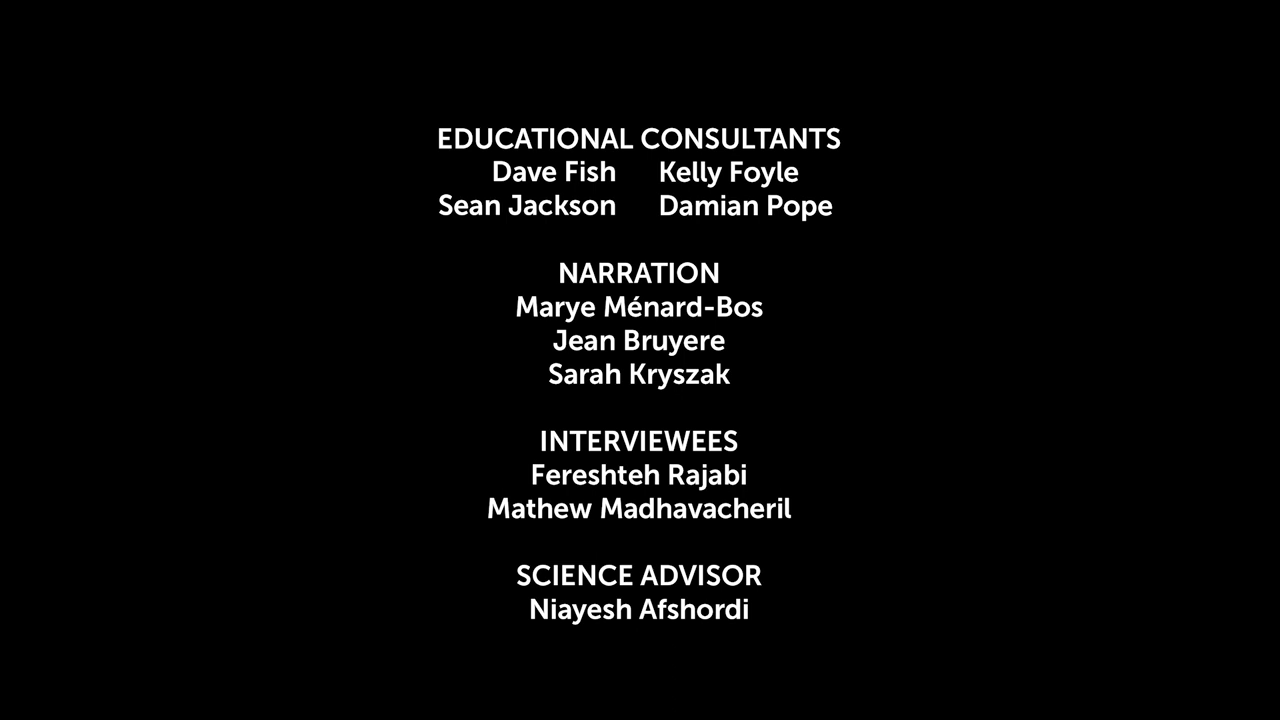 EDUCATIONAL CONSULTANTS
Dave Fish Kelly Foyle
Sean Jackson Damian Pope
NARRATION
Marye Ménard-Bos
Jean Bruyere
Sarah Kryszak
INTERVIEWEES
Fereshteh Rajabi
Mathew Madhavacheril
SCIENCE ADVISOR
Niayesh Afshordi